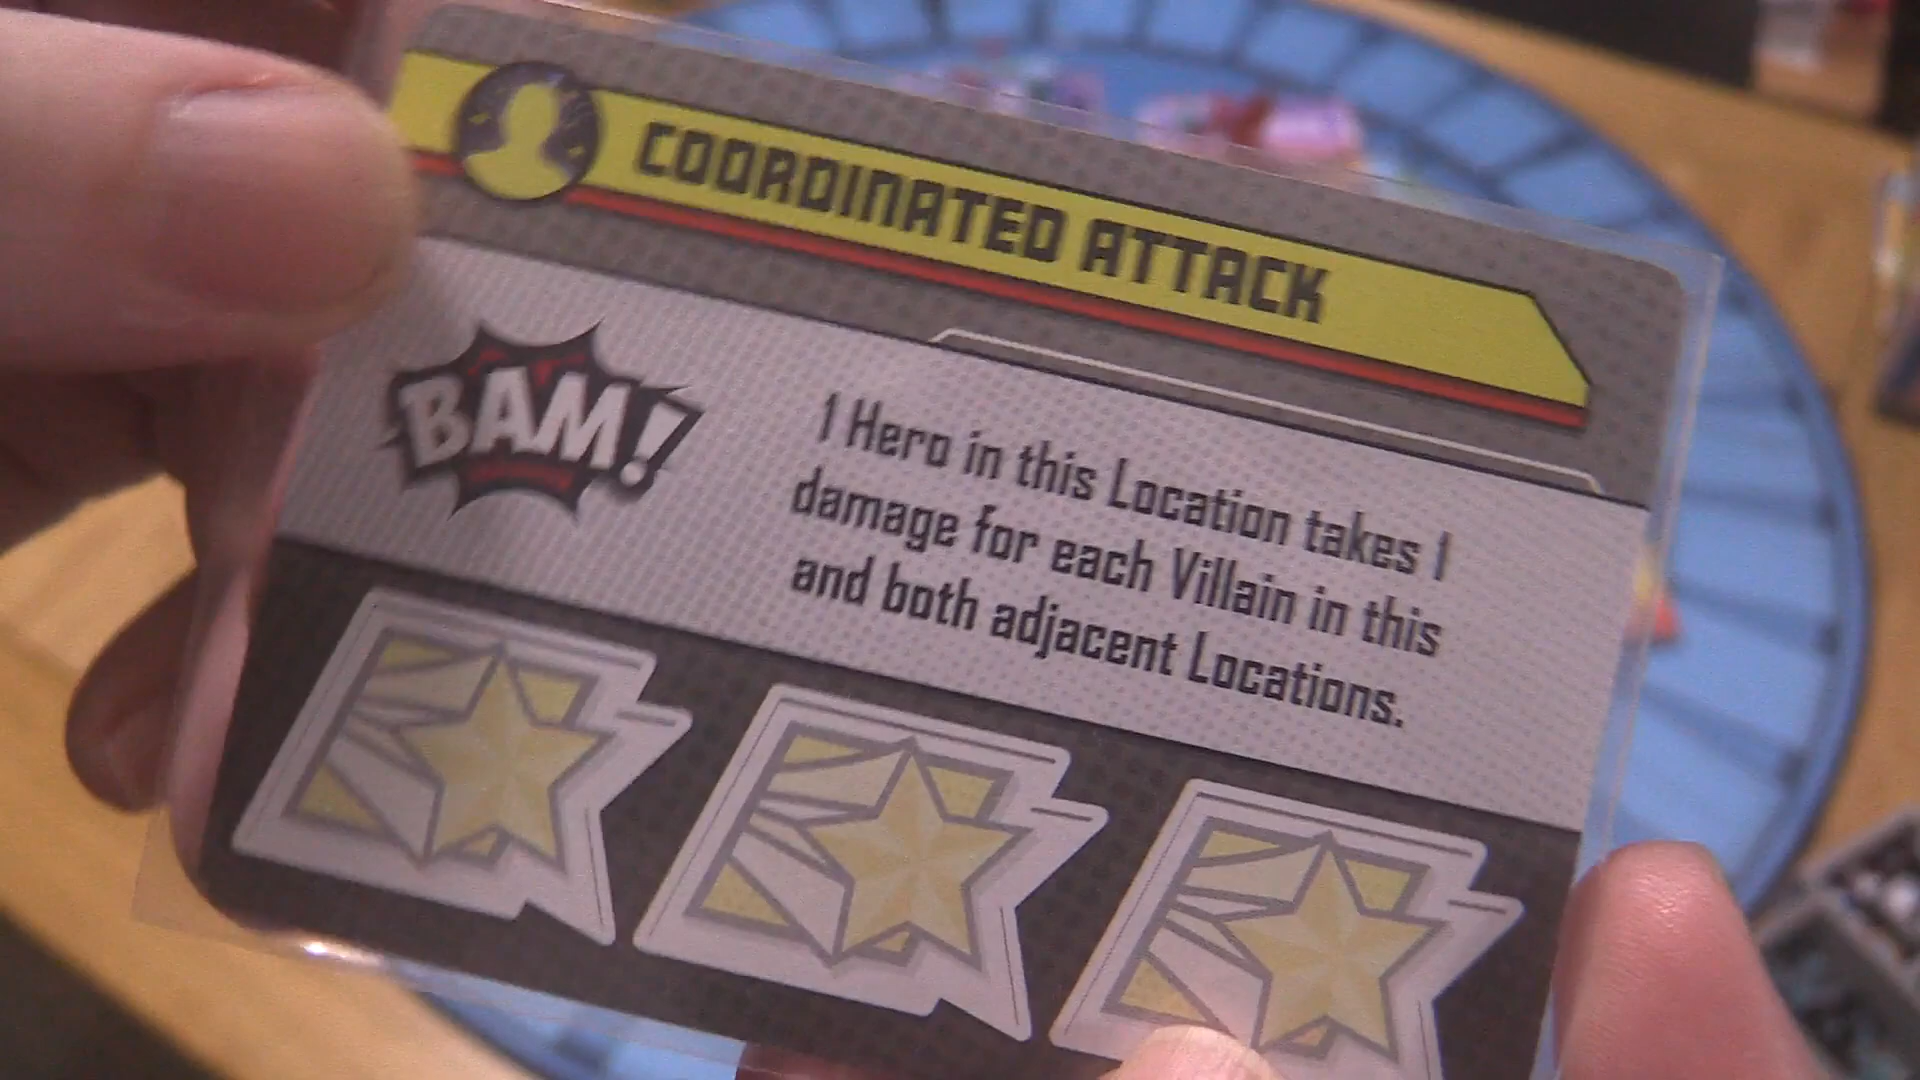 COORDINATED ATTACK
BAM!
1 Hero in this Location takes 1
damage for each Villain in this
and both adjacent Locations.